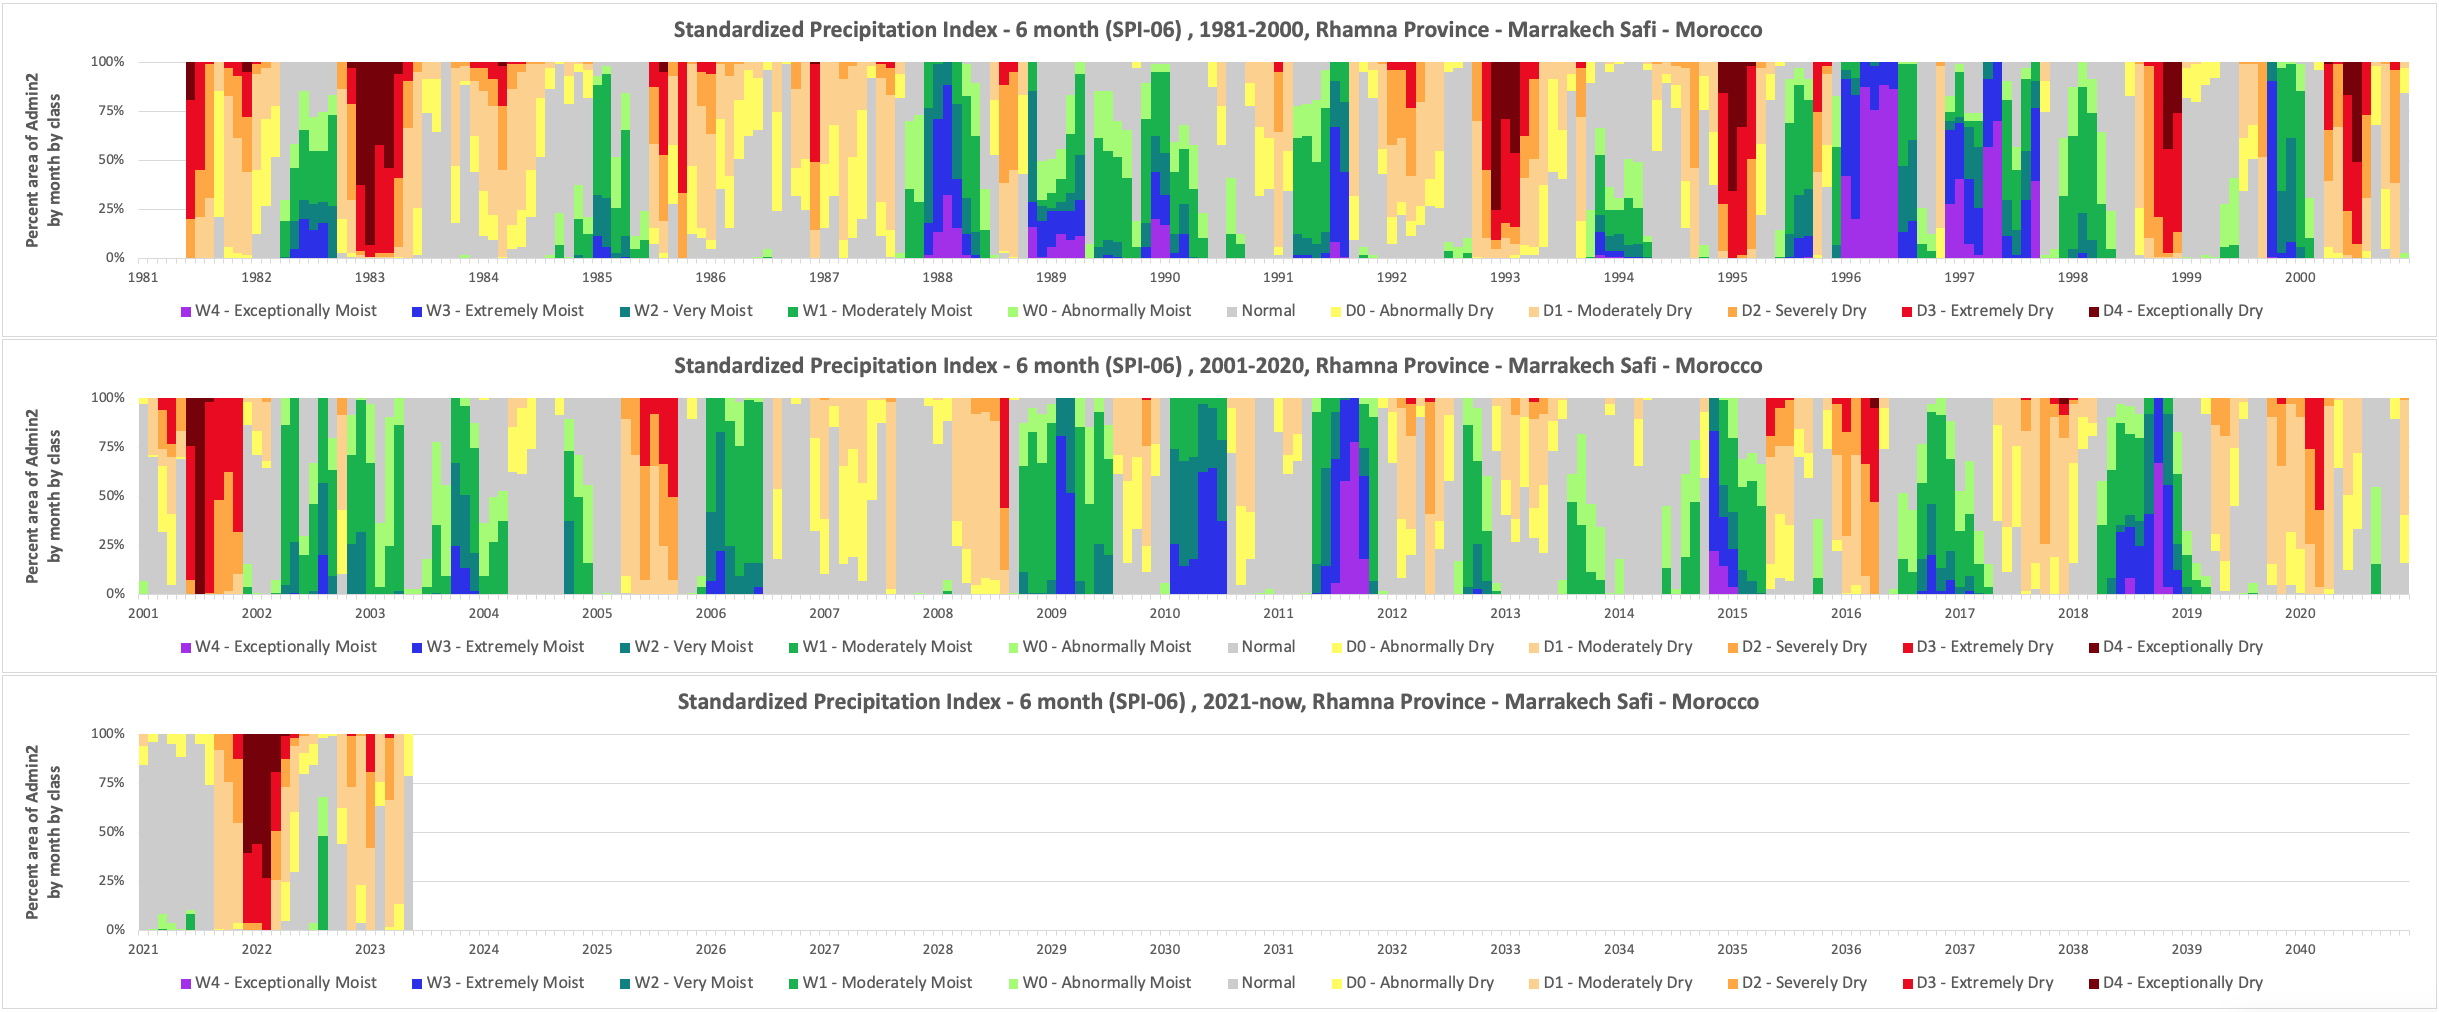 Standardized Precipitation Index - 6 month (SPI-06) , 1981-2000, Rhamna Province - Marrakech Safi - Morocco
Percent area of Admin2
by month by class
100%
75%
50%
25%
0%
1981 1982 1983 1984 1985 1986 1987 1988 1989 1990 1991 1992 1993 1994 1995 1996 1997 1998 1999 2000
W4 - Exceptionally Moist W3 - Extremely Moist W2 - Very Moist W1 - Moderately Moist W0 - Abnormally Moist Normal D0 - Abnormally Dry D1 - Moderately Dry D2 - Severely Dry D3 - Extremely Dry D4 - Exceptionally Dry
Standardized Precipitation Index - 6 month (SPI-06) , 2001-2020, Rhamna Province - Marrakech Safi - Morocco
Percent area of Admin2
by month by class
100%
75%
50%
25%
0%
2001 2002 2003 2004 2005 2006 2007 2008 2009 2010 2011 2012 2013 2014 2015 2016 2017 2018 2019 2020
W4 - Exceptionally Moist W3 - Extremely Moist W2 - Very Moist W1 - Moderately Moist W0 - Abnormally Moist Normal D0 - Abnormally Dry D1 - Moderately Dry D2 - Severely Dry D3 - Extremely Dry D4 - Exceptionally Dry
Standardized Precipitation Index - 6 month (SPI-06) , 2021-now, Rhamna Province - Marrakech Safi - Morocco
Percent area of Admin2
by month by class
100%
75%
50%
25%
0%
2021 2022 2023 2024 2025 2026 2027 2028 2029 2030 2031 2032 2033 2034 2035 2036 2037 2038 2039 2040
W4 - Exceptionally Moist W3 - Extremely Moist W2 - Very Moist W1 - Moderately Moist W0 - Abnormally Moist Normal D0 - Abnormally Dry D1 - Moderately Dry D2 - Severely Dry D3 - Extremely Dry D4 - Exceptionally Dry